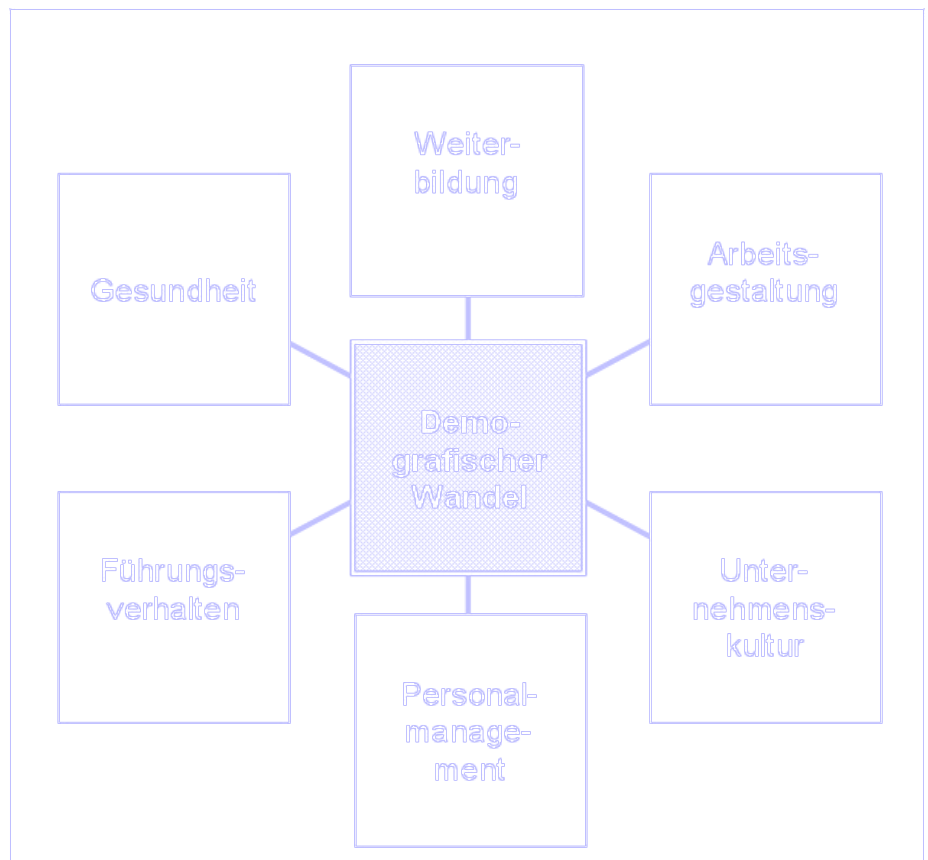 Weiter-
bildung
Gesundheit
Arbeits-
gestaltung
Demo-
grafischer
Wandel
Führungs-
verhalten
Unter-
nehmens-
kultur
Personal-
manage-
ment